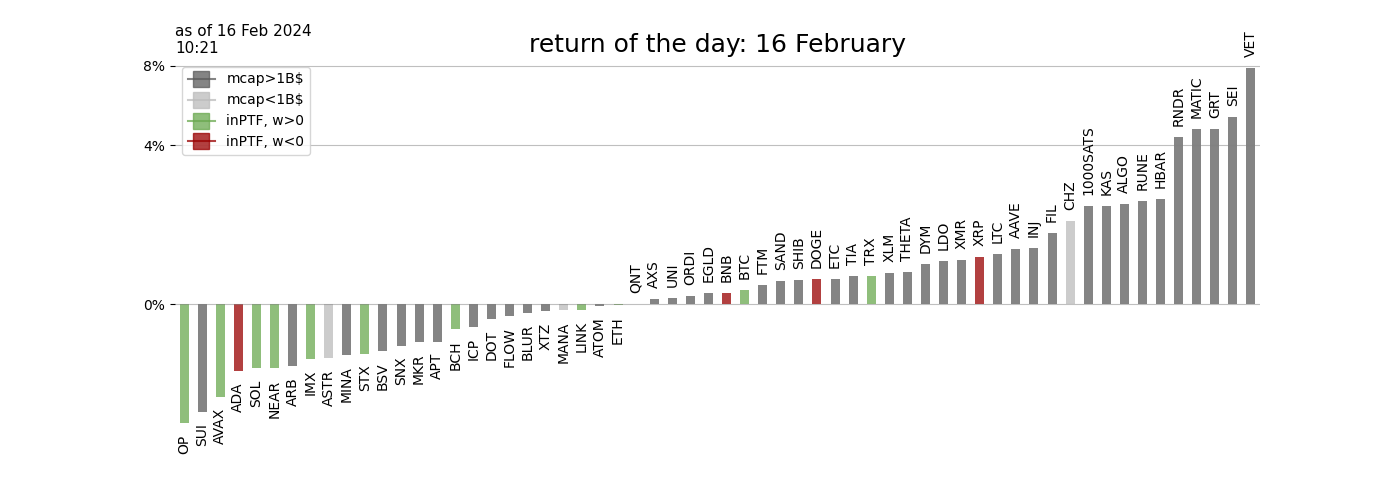 as of 16 Feb 2024
10:21
return of the day: 16 February
8%
4%
0%
mcap>1B$
mcap<1B$
inPTF, w>0
inPTF, w<0
OP
SUI
AVAX
ADA
SOL
NEAR
ARB
IMX
ASTR
MINA
STX
BSV
SNX
MKR
APT
BCH
ICP
DOT
FLOW
BLUR
XTZ
MANA
LINK
ATOM
ETH
QNT
AXS
UNI
ORDI
EGLD
BNB
BTC
FTM
SAND
SHIB
DOGE
ETC
TIA
TRX
XLM
THETA
DYM
LDO
XMR
XRP
LTC
AAVE
INJ
FIL
CHZ
1000SATS
KAS
ALGO
RUNE
HBAR
RNDR
MATIC
GRT
SEI
VET